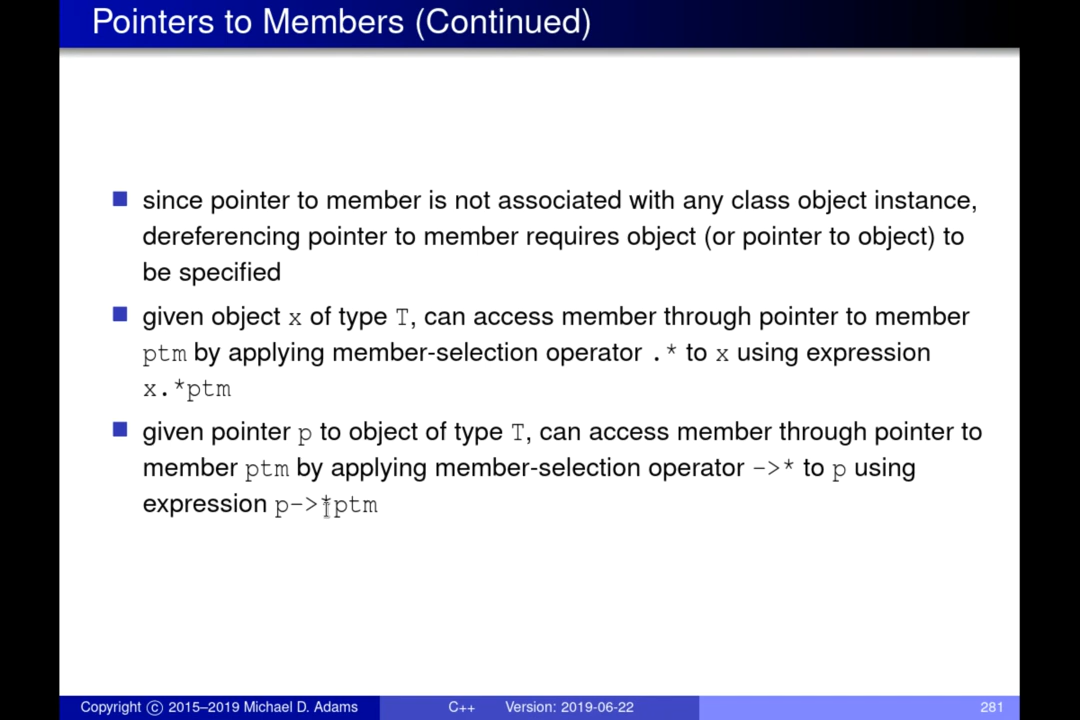 Pointers to Members (Continued)
since pointer to member is not associated with any class object instance,
dereferencing pointer to member requires object (or pointer to object) to
be specified
given object x of type T, can access member through pointer to member
ptm by applying member-selection operator .* to x using expression
x.*ptm
given pointer p to object of type T, can access member through pointer to
member ptm by applying member-selection operator ->* to p using
expression p->*ptm
Copyright © 2015–2019 Michael D. Adams C++ Version: 2019-06-22 281